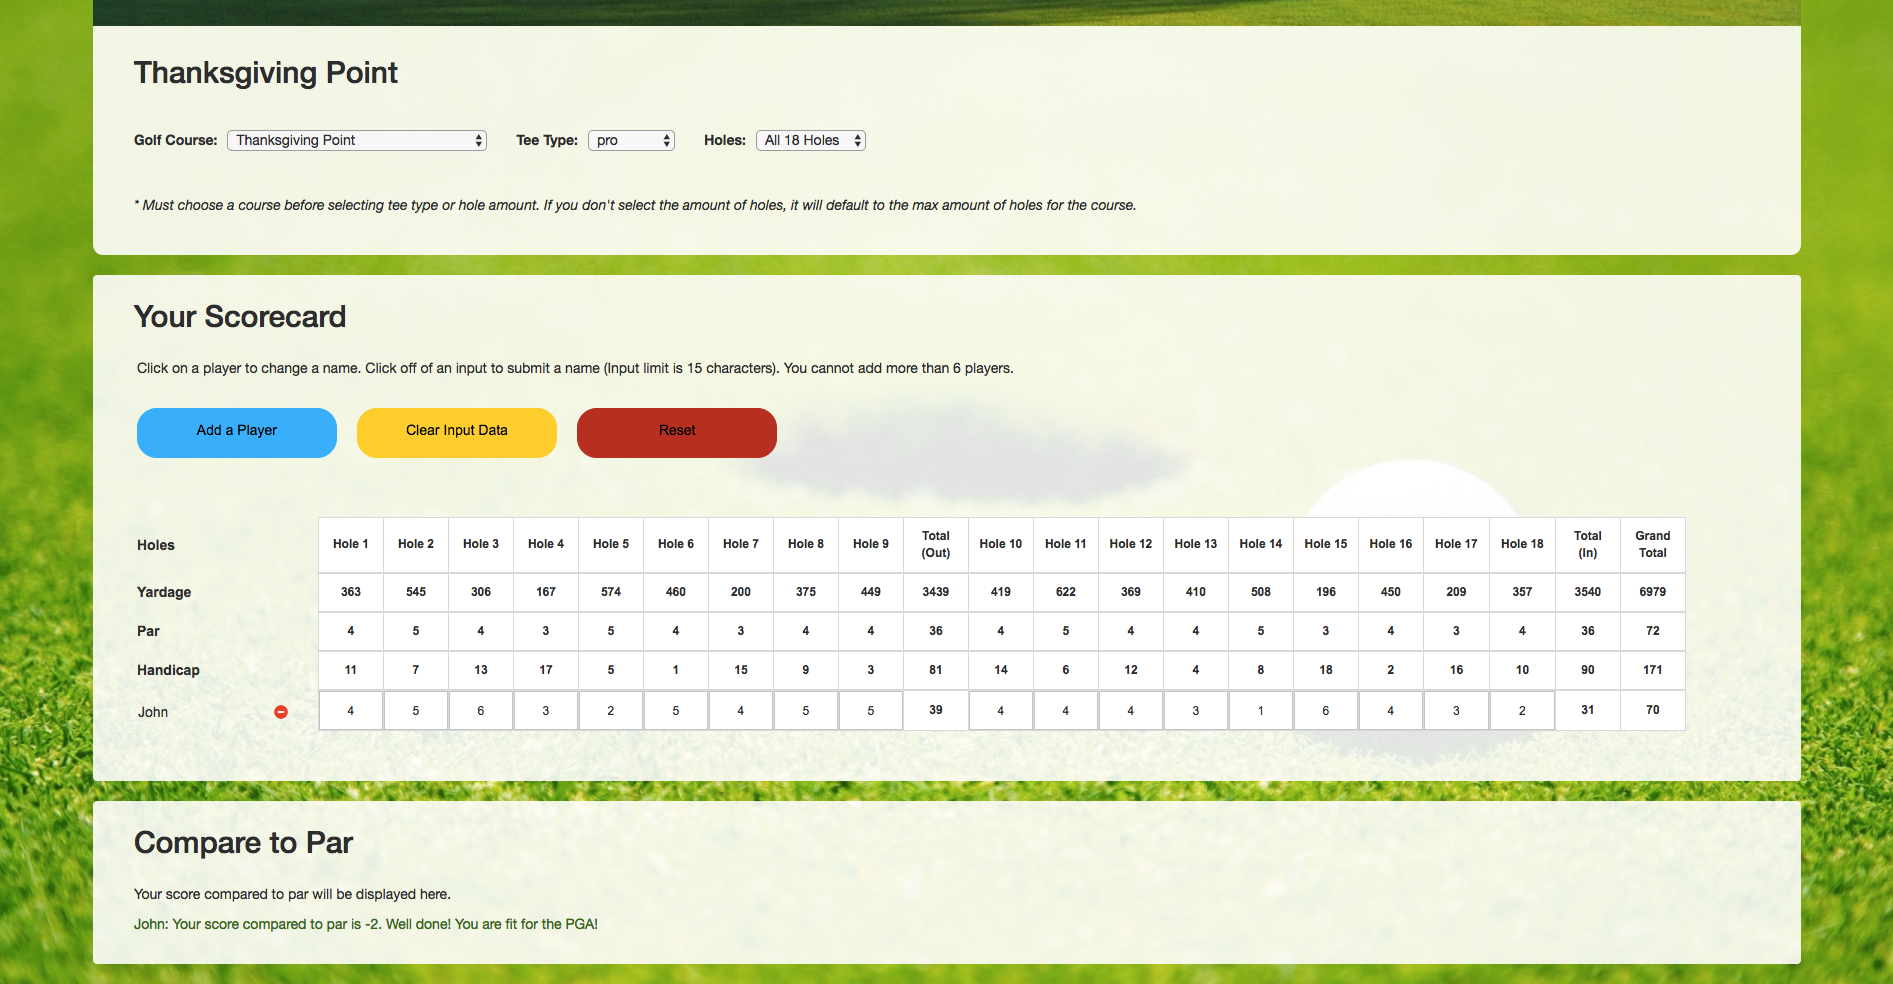 Thanksgiving Point
Golf Course: Thanksgiving Point Tee Type: pro Holes: All 18 Holes
* Must choose a course before selecting tee type or hole amount. If you don't select the amount of holes, it will default to the max amount of holes for the course.
Your Scorecard
Click on a player to change a name. Click off of an input to submit a name (Input limit is 15 characters). You cannot add more than 6 players.
Add a Player Clear Input Data Reset
Holes Hole 1 Hole 2 Hole 3 Hole 4 Hole 5 Hole 6 Hole 7 Hole 8 Hole 9 Total (Out) Hole 10 Hole 11 Hole 12 Hole 13 Hole 14 Hole 15 Hole 16 Hole 17 Hole 18 Total (In) Grand Total
Yardage 363 545 306 167 574 460 200 375 449 3439 419 622 369 410 508 196 450 209 357 3540 6979
Par 4 5 4 3 5 4 3 4 4 36 4 5 4 4 5 3 4 3 4 36 72
Handicap 11 7 13 17 5 1 15 9 3 81 14 6 12 4 8 18 2 16 10 90 171
John 4 5 6 3 2 5 4 5 5 39 4 4 4 3 1 6 4 3 2 31 70
Compare to Par
Your score compared to par will be displayed here.
John: Your score compared to par is -2. Well done! You are fit for the PGA!